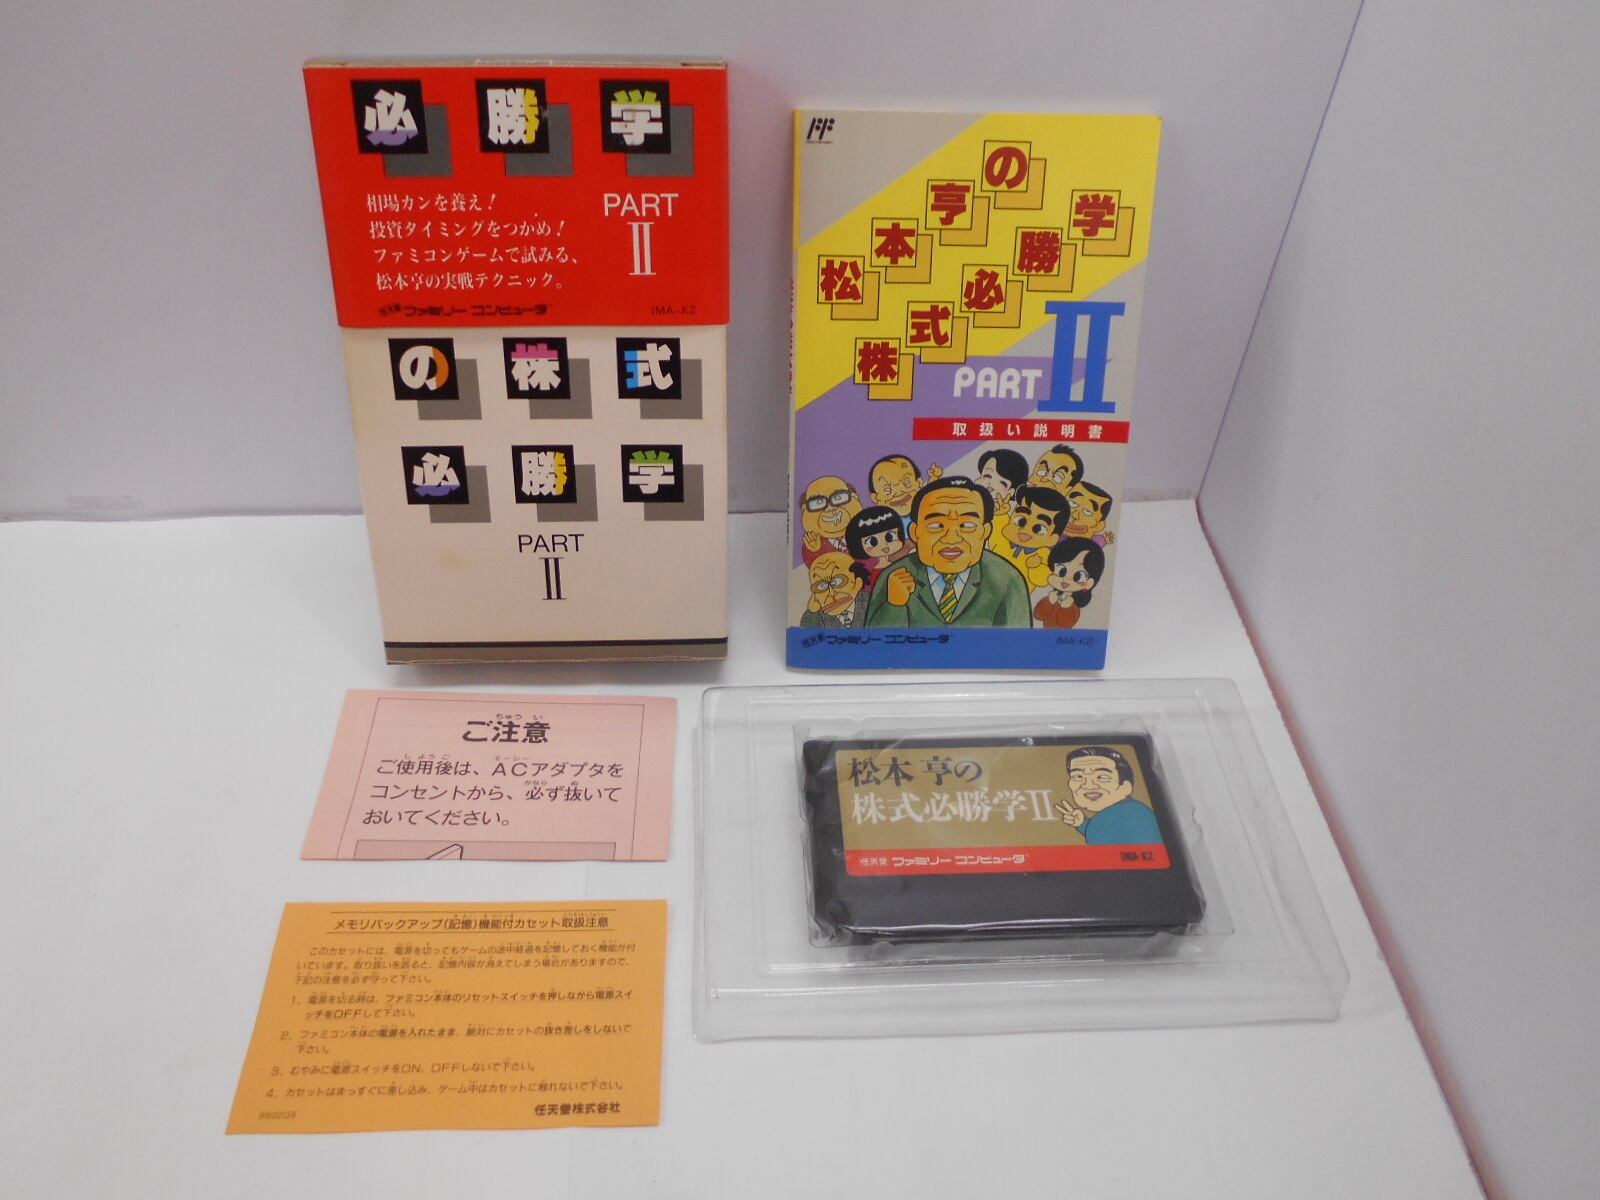 必勝学
相場カンを養え!
投資タイミングをつかめ!
ファミコンゲームで試みる、
松本亨の実戦テクニック。
PART
II
ファミリー コンピュータ
IMA-K2
の株式
必勝学
PART
II
松本亨の
株式必勝学
PART II
取扱い説明書
ファミリー コンピュータ
IMA-K2
ちゅうい
ご注意
しようご エーシー
ご使用後は、ACアダプタを
かなら ぬ
コンセントから、必ず抜いて
おいてください。
松本 亨の
株式必勝学II
任天堂 ファミリー コンピュータ
IMA-K2
メモリバックアップ(記憶)機能付カセット取扱注意
このカセットには、電源を切ってもゲームの途中経過を記憶しておく機能が付
いています。取り扱いを誤ると、記憶内容が消えてしまう場合がありますので、
下記の注意を必ず守って下さい。
1. 電源を切る時は、ファミコン本体のリセットスイッチを押しながら電源スイ
ッチをOFFして下さい。
2. ファミコン本体の電源を入れたまま、絶対にカセットの抜き差しをしないで
下さい。
3. むやみに電源スイッチをON、OFFしないで下さい。
4. カセットはまっすぐに差し込み、ゲーム中はカセットに触れないで下さい。
880208
任天堂株式会社